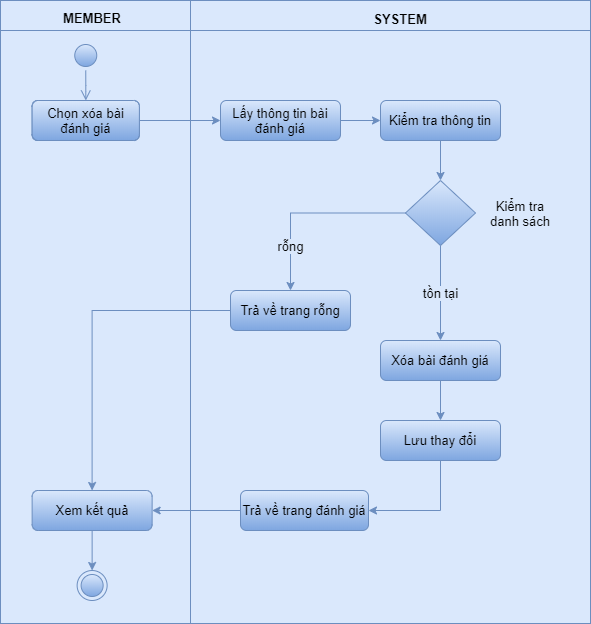 MEMBER
SYSTEM
Chọn xóa bài
đánh giá
Lấy thông tin bài
đánh giá
Kiểm tra thông tin
Kiểm tra
danh sách
rỗng
tồn tại
Trả về trang rỗng
Xóa bài đánh giá
Lưu thay đổi
Xem kết quả
Trả về trang đánh giá